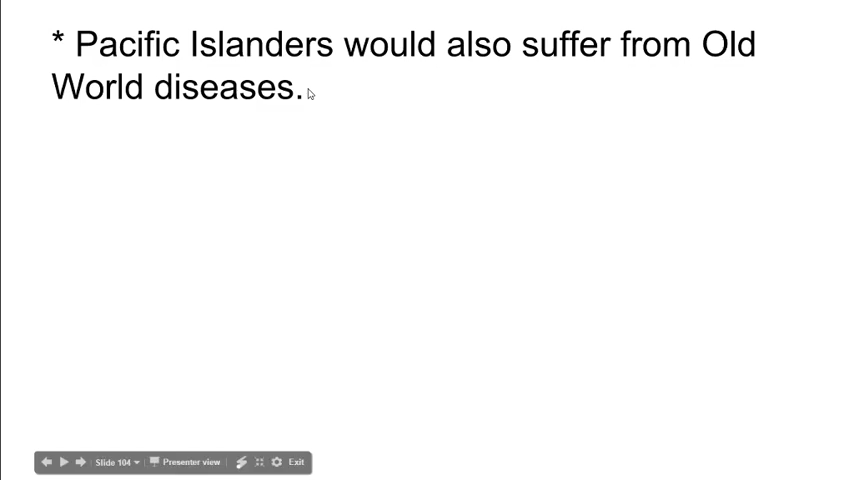 * Pacific Islanders would also suffer from Old
World diseases.
Slide 104 Presenter view Exit